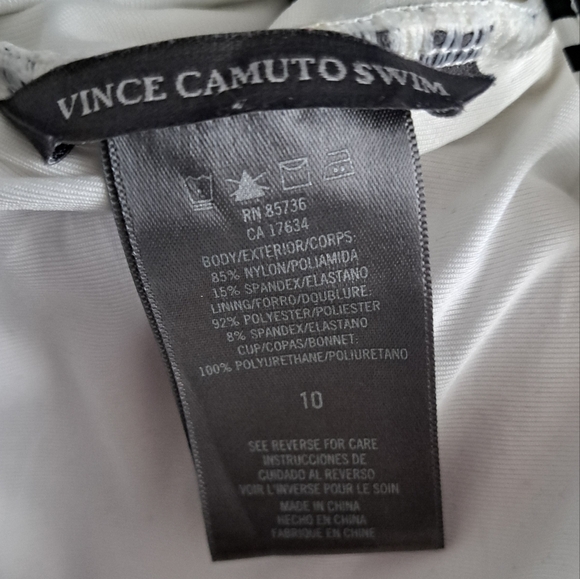 VINCE CAMUTO SWIM
RN 85736
CA 17634
BODY/EXTERIOR/CORPS:
85% NYLON/POLIAMIDA
15% SPANDEX/ELASTANO
LINING/FORRO/DOUBLURE:
92% POLYESTER/POLIESTER
8% SPANDEX/ELASTANO
CUP/COPAS/BONNET:
100% POLYURETHANE/POLIURETANO
10
SEE REVERSE FOR CARE
INSTRUCCIONES DE
CUIDADO AL REVERSO
VOIR L'INVERSE POUR LE SOIN
MADE IN CHINA
HECHO EN CHINA
FABRIQUÉ EN CHINE